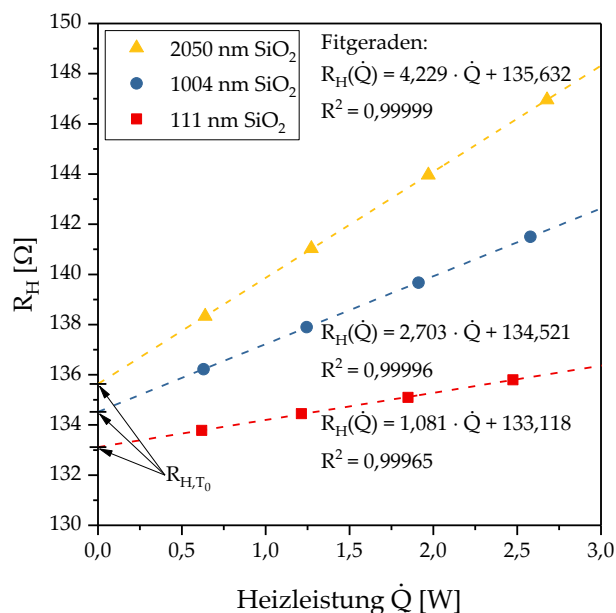 150
148
146
144
142
140
138
136
134
132
130
R_H [Ω]
2050 nm SiO₂
1004 nm SiO₂
111 nm SiO₂
Fitgeraden:
R_H(Q̇) = 4,229 · Q̇ + 135,632
R² = 0,99999
R_H(Q̇) = 2,703 · Q̇ + 134,521
R² = 0,99996
R_H(Q̇) = 1,081 · Q̇ + 133,118
R² = 0,99965
R_H,T₀
0,0 0,5 1,0 1,5 2,0 2,5 3,0
Heizleistung Q̇ [W]